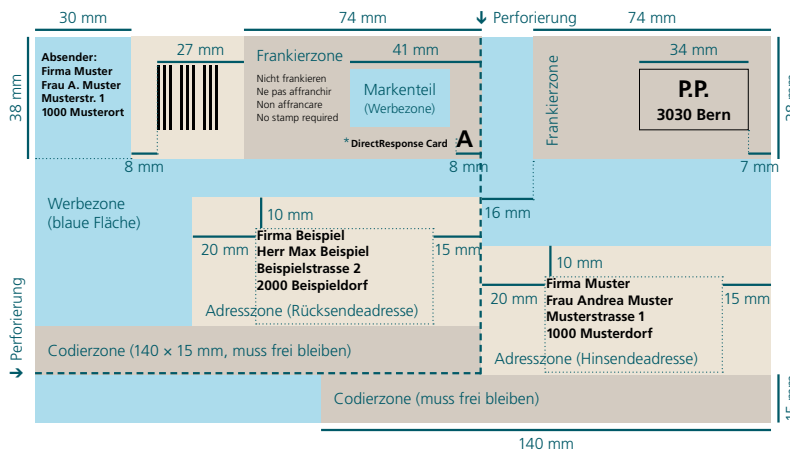 30 mm
74 mm
Perforierung
74 mm
38 mm
Absender:
Firma Muster
Frau A. Muster
Musterstr. 1
1000 Musterort
27 mm
Frankierzone
41 mm
Nicht frankieren
Ne pas affranchir
Non affrancare
No stamp required
Markenteil
(Werbezone)
* DirectResponse Card
A
Frankierzone
34 mm
P.P.
3030 Bern
38 mm
8 mm
8 mm
7 mm
Werbezone
(blaue Fläche)
16 mm
10 mm
20 mm
15 mm
Firma Beispiel
Herr Max Beispiel
Beispielstrasse 2
2000 Beispieldorf
Adresszone (Rücksendeadresse)
10 mm
20 mm
15 mm
Firma Muster
Frau Andrea Muster
Musterstrasse 1
1000 Musterdorf
Adresszone (Hinsendeadresse)
Perforierung
Codierzone (140 × 15 mm, muss frei bleiben)
Codierzone (muss frei bleiben)
15 mm
140 mm